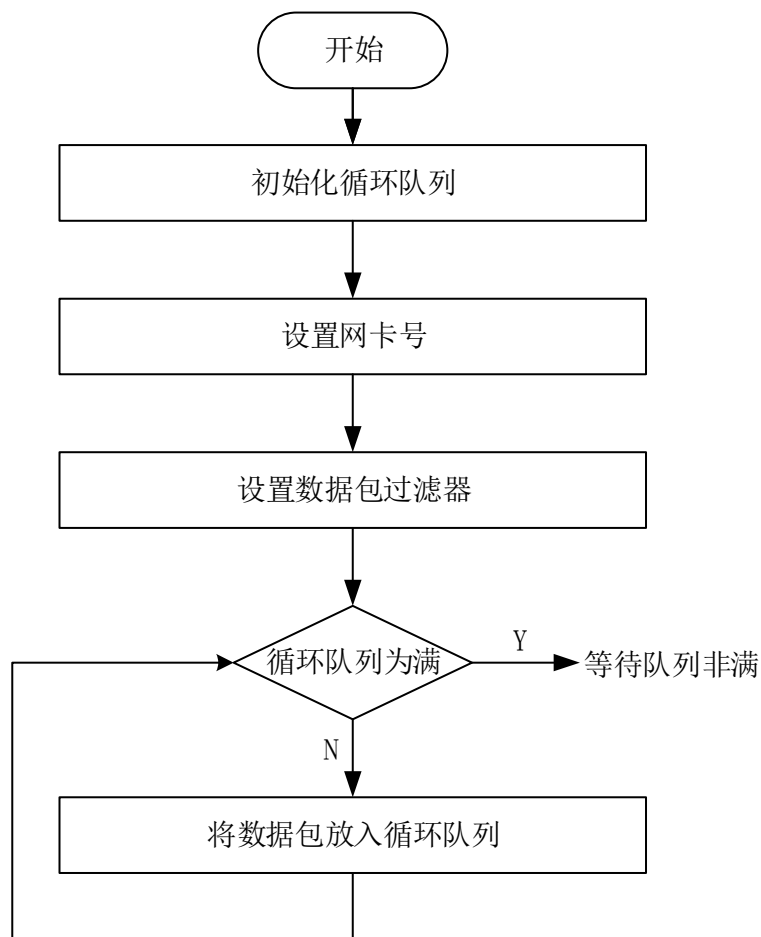 开始
初始化循环队列
设置网卡号
设置数据包过滤器
循环队列为满
Y
等待队列非满
N
将数据包放入循环队列